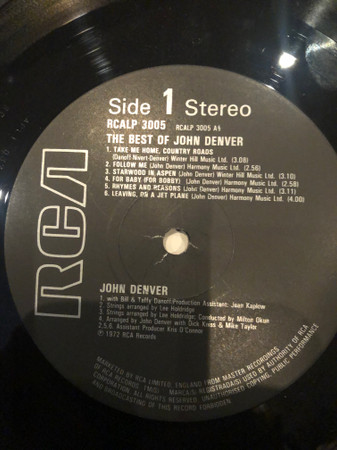 Side 1 Stereo
RCALP 3005 RCALP 3005 A
THE BEST OF JOHN DENVER
1. TAKE ME HOME, COUNTRY ROADS
(Danoff-Nivert-Denver) Winter Hill Music Ltd. (3.08)
2. FOLLOW ME (John Denver) Harmony Music Ltd. (2.56)
3. STARWOOD IN ASPEN (John Denver) Winter Hill Music Ltd. (3.10)
4. FOR BABY (FOR BOBBY) (John Denver) Harmony Music Ltd. (2.58)
5. RHYMES AND REASONS (John Denver) Harmony Music Ltd. (3.11)
6. LEAVING, ON A JET PLANE (John Denver) Harmony Music Ltd. (4.00)
RCA
JOHN DENVER
1. with Bill & Taffy Danoff/Production Assistant: Jean Kaplow
2. Strings arranged by Lee Holdridge
3. Strings arranged by Lee Holdridge; Conducted by Milton Okun
4. Arranged by John Denver with Dick Kniss & Mike Taylor
2,5,6. Assistant Producer Kris O'Connor
℗ 1972 RCA Records
MARKETED BY RCA LIMITED, ENGLAND FROM MASTER RECORDINGS
OF RCA RECORDS. MARCA/S REGISTRADA(S) USED BY AUTHORITY OF RCA
CORPORATION. ALL RIGHTS RESERVED. UNAUTHORISED COPYING, PUBLIC PERFORMANCE
AND BROADCASTING OF THIS RECORD FORBIDDEN